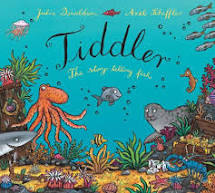 Julia Donaldson Axel Scheffler
Tiddler
The story-telling fish